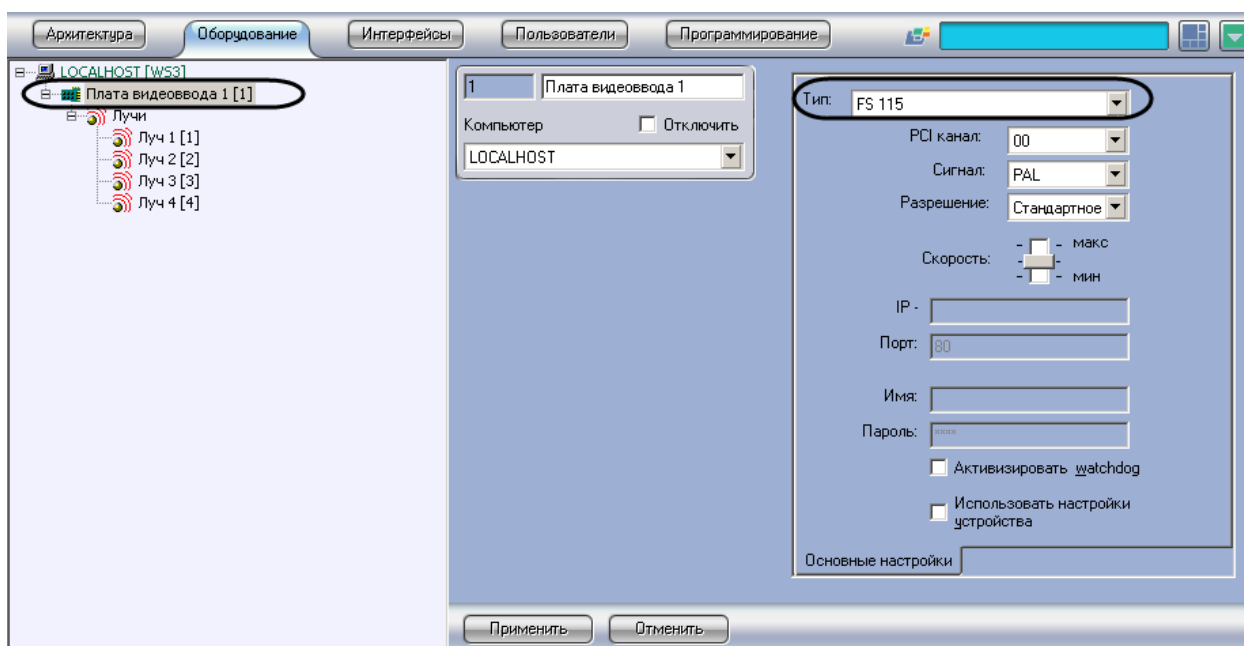 Архитектура Оборудование Интерфейсы Пользователи Программирование
LOCALHOST [WS3]
Плата видеоввода 1 [1]
Лучи
Луч 1 [1]
Луч 2 [2]
Луч 3 [3]
Луч 4 [4]
1 Плата видеоввода 1
Компьютер Отключить
LOCALHOST
Тип: FS 115
PCI канал: 00
Сигнал: PAL
Разрешение: Стандартное
Скорость: - - макс
- -
- - мин
IP -
Порт: 80
Имя:
Пароль: ****
Активизировать watchdog
Использовать настройки
устройства
Основные настройки
Применить Отменить